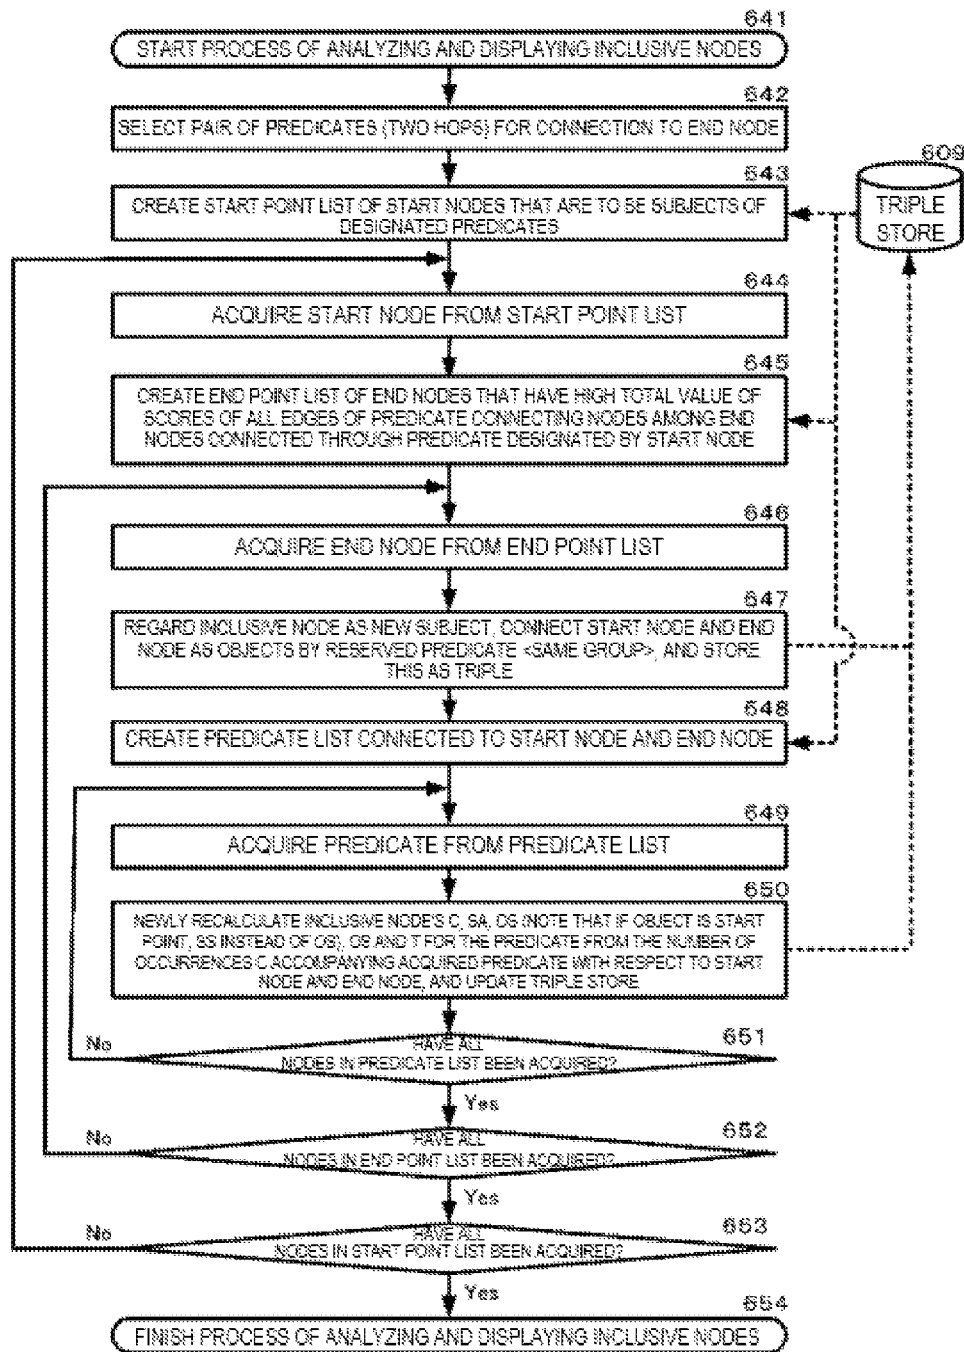 641
START PROCESS OF ANALYZING AND DISPLAYING INCLUSIVE NODES
642
SELECT PAIR OF PREDICATES (TWO HOPS) FOR CONNECTION TO END NODE
609
TRIPLE
STORE
643
CREATE START POINT LIST OF START NODES THAT ARE TO BE SUBJECTS OF
DESIGNATED PREDICATES
644
ACQUIRE START NODE FROM START POINT LIST
645
CREATE END POINT LIST OF END NODES THAT HAVE HIGH TOTAL VALUE OF
SCORES OF ALL EDGES OF PREDICATE CONNECTING NODES AMONG END
NODES CONNECTED THROUGH PREDICATE DESIGNATED BY START NODE
646
ACQUIRE END NODE FROM END POINT LIST
647
REGARD INCLUSIVE NODE AS NEW SUBJECT, CONNECT START NODE AND END
NODE AS OBJECTS BY RESERVED PREDICATE <SAME GROUP>, AND STORE
THIS AS TRIPLE
648
CREATE PREDICATE LIST CONNECTED TO START NODE AND END NODE
649
ACQUIRE PREDICATE FROM PREDICATE LIST
650
NEWLY RECALCULATE INCLUSIVE NODE'S C, SA, OS (NOTE THAT IF OBJECT IS START
POINT, SS INSTEAD OF OS), OS AND T FOR THE PREDICATE FROM THE NUMBER OF
OCCURRENCES C ACCOMPANYING ACQUIRED PREDICATE WITH RESPECT TO START
NODE AND END NODE, AND UPDATE TRIPLE STORE
651
No
HAVE ALL
NODES IN PREDICATE LIST BEEN ACQUIRED?
Yes
652
No
HAVE ALL
NODES IN END POINT LIST BEEN ACQUIRED?
Yes
653
No
HAVE ALL
NODES IN START POINT LIST BEEN ACQUIRED?
Yes
654
FINISH PROCESS OF ANALYZING AND DISPLAYING INCLUSIVE NODES